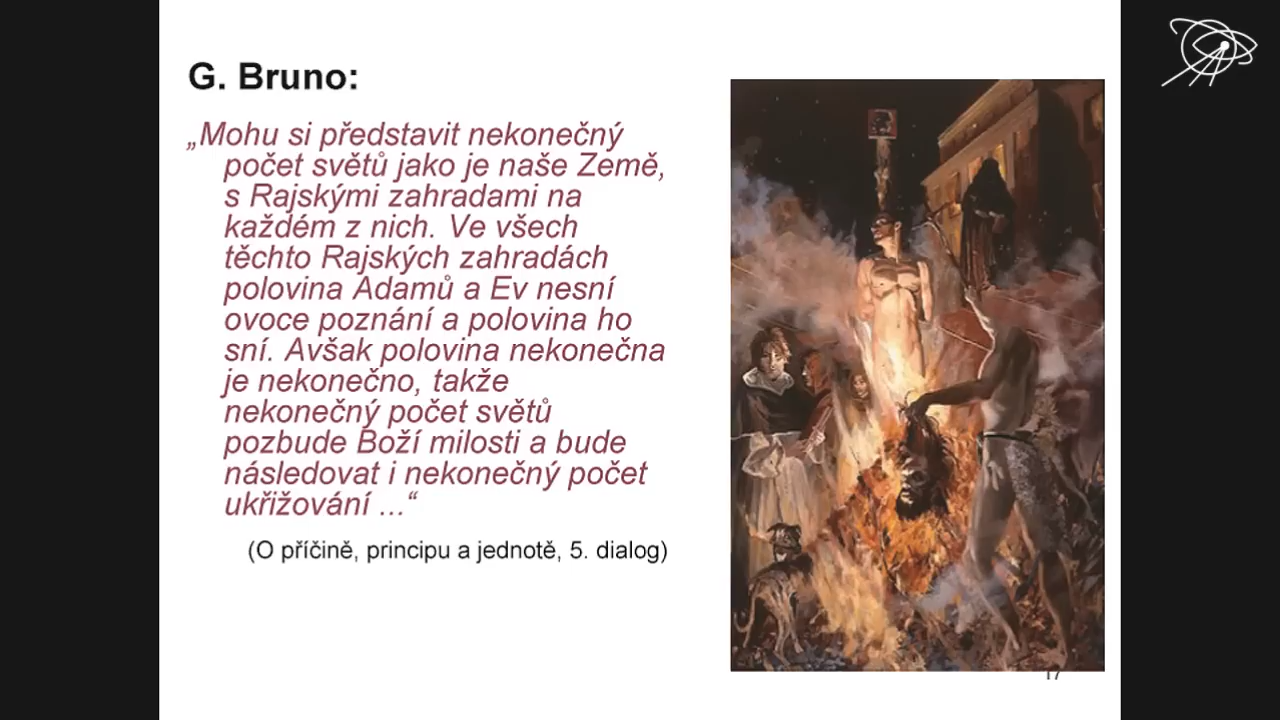 G. Bruno:
„Mohu si představit nekonečný
počet světů jako je naše Země,
s Rajskými zahradami na
každém z nich. Ve všech
těchto Rajských zahradách
polovina Adamů a Ev nesní
ovoce poznání a polovina ho
sní. Avšak polovina nekonečna
je nekonečno, takže
nekonečný počet světů
pozbude Boží milosti a bude
následovat i nekonečný počet
ukřižování ...“
(O příčině, principu a jednotě, 5. dialog)
17